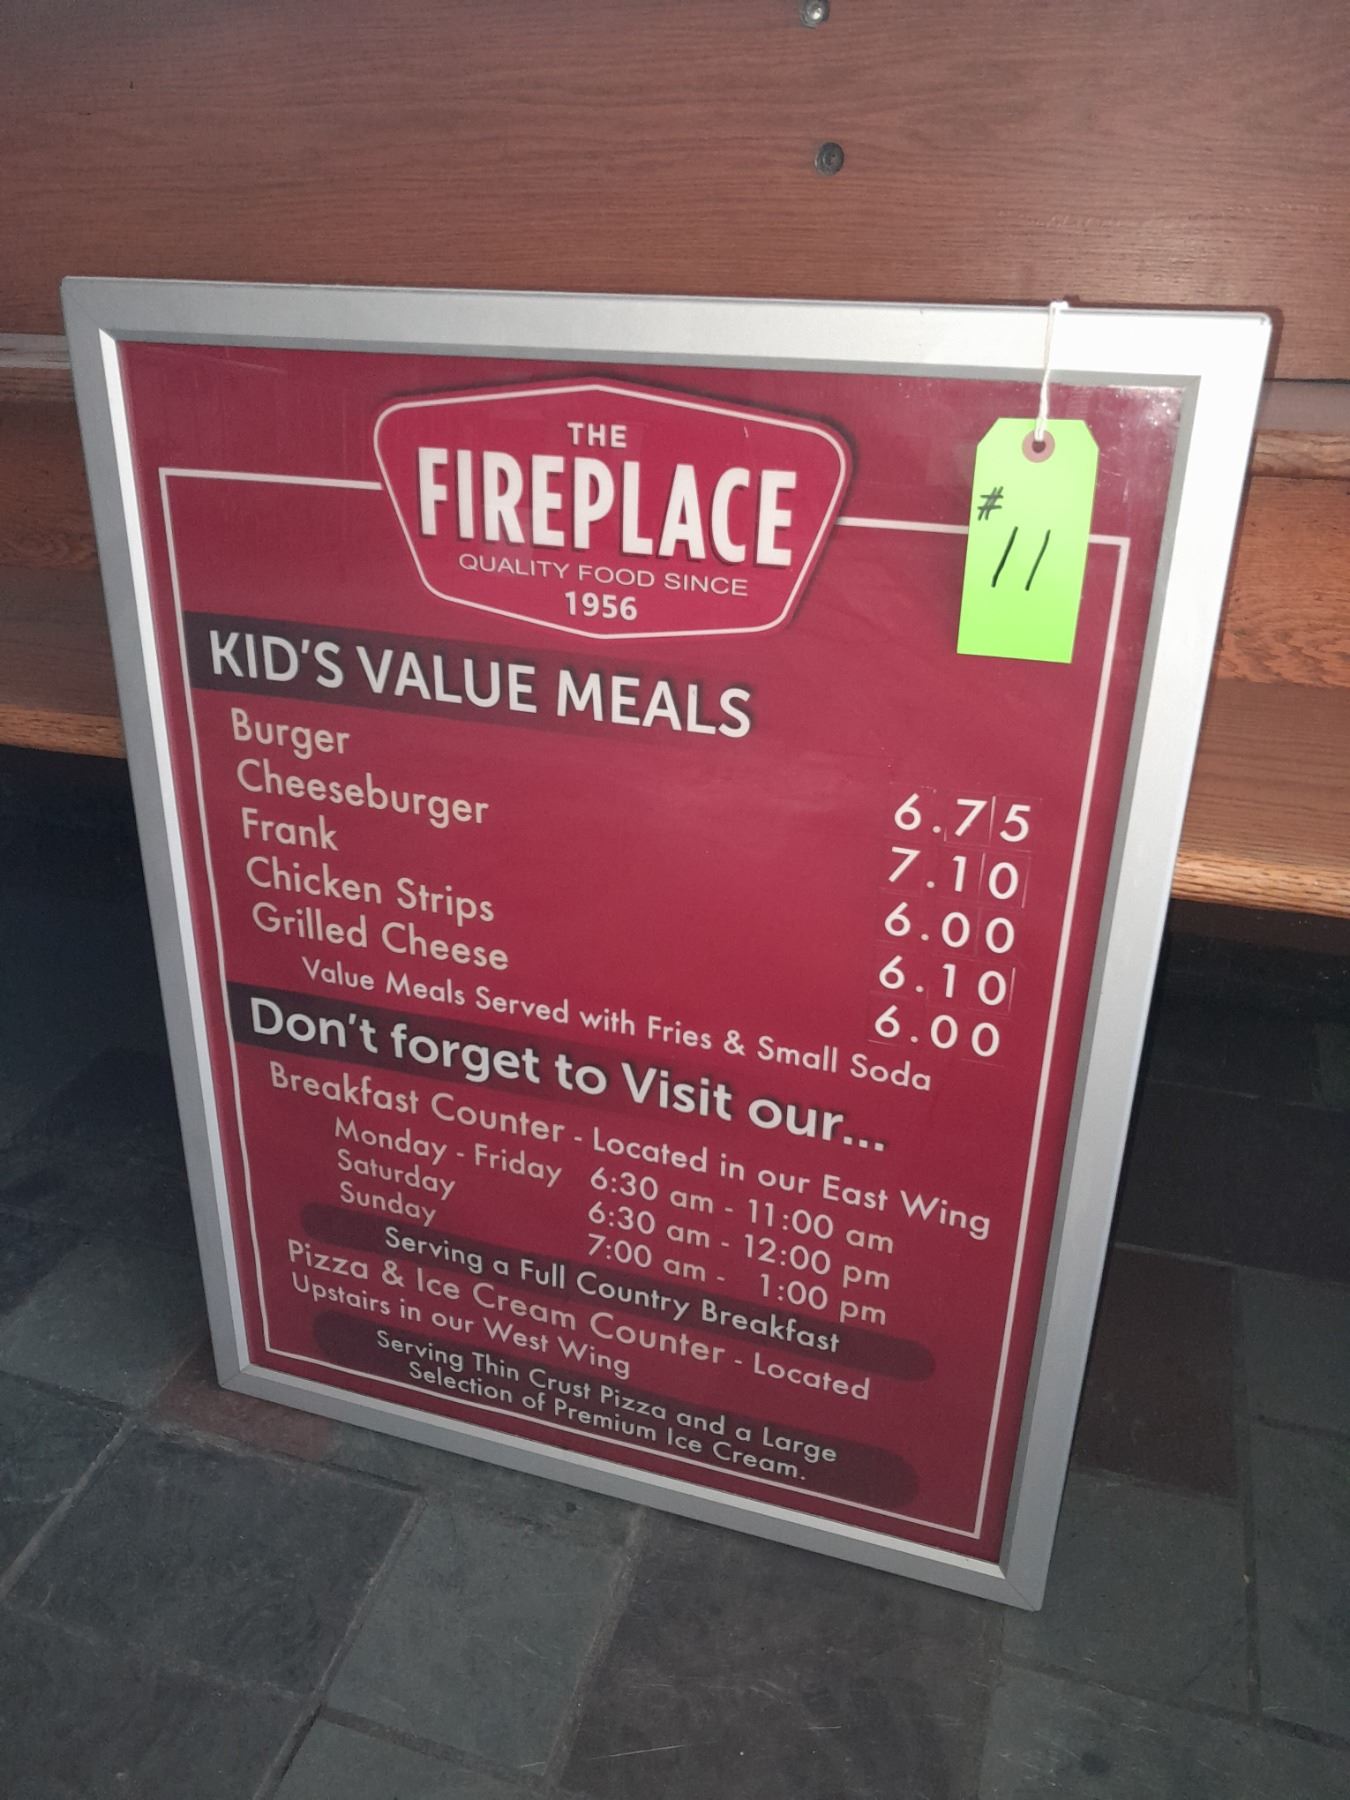 THE
FIREPLACE
QUALITY FOOD SINCE
1956
# 11
KID'S VALUE MEALS
Burger 6.75
Cheeseburger 7.10
Frank 6.00
Chicken Strips 6.10
Grilled Cheese 6.00
Value Meals Served with Fries & Small Soda
Don't forget to Visit our...
Breakfast Counter - Located in our East Wing
Monday - Friday 6:30 am - 11:00 am
Saturday 6:30 am - 12:00 pm
Sunday 7:00 am - 1:00 pm
Serving a Full Country Breakfast
Pizza & Ice Cream Counter - Located
Upstairs in our West Wing
Serving Thin Crust Pizza and a Large
Selection of Premium Ice Cream.